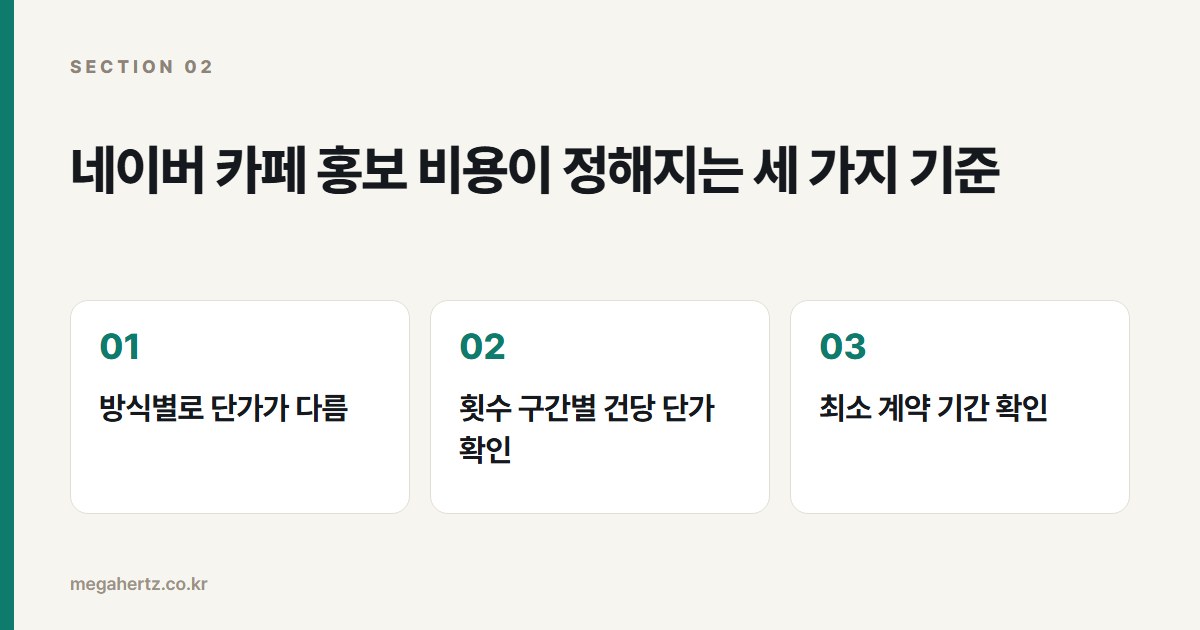 SECTION 02
네이버 카페 홍보 비용이 정해지는 세 가지 기준
01
방식별로 단가가 다름
02
횟수 구간별 건당 단가
확인
03
최소 계약 기간 확인
megahertz.co.kr